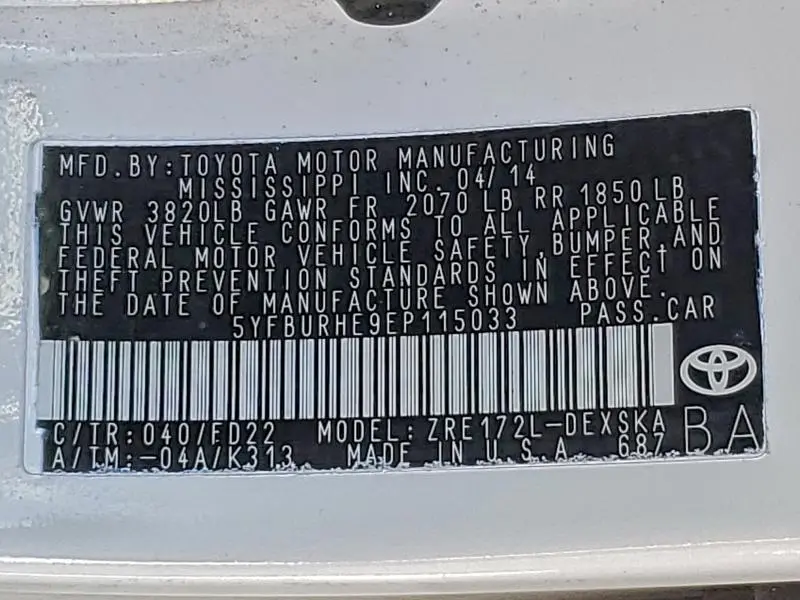 MFD. BY: TOYOTA MOTOR MANUFACTURING
MISSISSIPPI INC. 04/14
GVWR 3820LB GAWR FR 2070 LB RR 1850 LB
THIS VEHICLE CONFORMS TO ALL APPLICABLE
FEDERAL MOTOR VEHICLE SAFETY, BUMPER, AND
THEFT PREVENTION STANDARDS IN EFFECT ON
THE DATE OF MANUFACTURE SHOWN ABOVE.
5YFBURHE9EP115033 PASS. CAR
C/TR: 040/FD22 MODEL: ZRE172L-DEXSKA
A/TM: -04A/K313 MADE IN U.S.A 687
BA